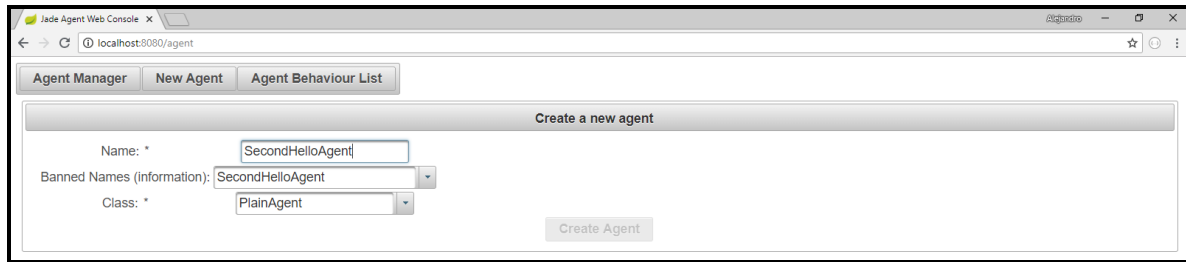 Jade Agent Web Console
Alejandro
localhost:8080/agent
Agent Manager New Agent Agent Behaviour List
Create a new agent
Name: * SecondHelloAgent
Banned Names (information): SecondHelloAgent
Class: * PlainAgent
Create Agent